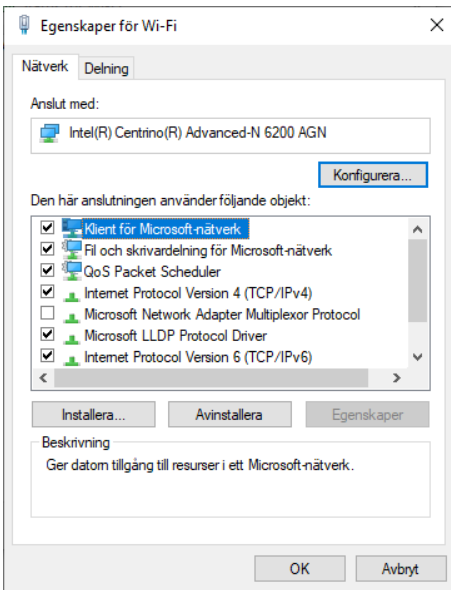 Egenskaper för Wi-Fi
Nätverk Delning
Anslut med:
Intel(R) Centrino(R) Advanced-N 6200 AGN
Konfigurera...
Den här anslutningen använder följande objekt:
Klient för Microsoft-nätverk
Fil och skrivardelning för Microsoft-nätverk
QoS Packet Scheduler
Internet Protocol Version 4 (TCP/IPv4)
Microsoft Network Adapter Multiplexor Protocol
Microsoft LLDP Protocol Driver
Internet Protocol Version 6 (TCP/IPv6)
Installera... Avinstallera Egenskaper
Beskrivning
Ger datorn tillgång till resurser i ett Microsoft-nätverk.
OK Avbryt